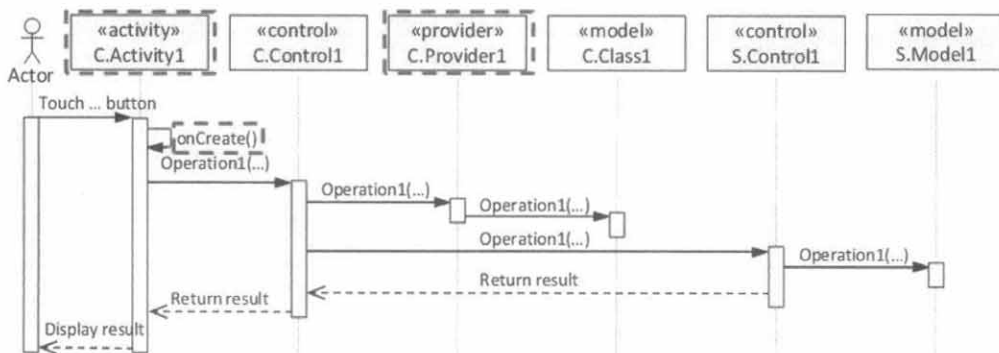 «activity»
C.Activity1
«control»
C.Control1
«provider»
C.Provider1
«model»
C.Class1
«control»
S.Control1
«model»
S.Model1
Actor
Touch ... button
onCreate()
Operation1(...)
Operation1(...)
Operation1(...)
Operation1(...)
Operation1(...)
Return result
Return result
Display result